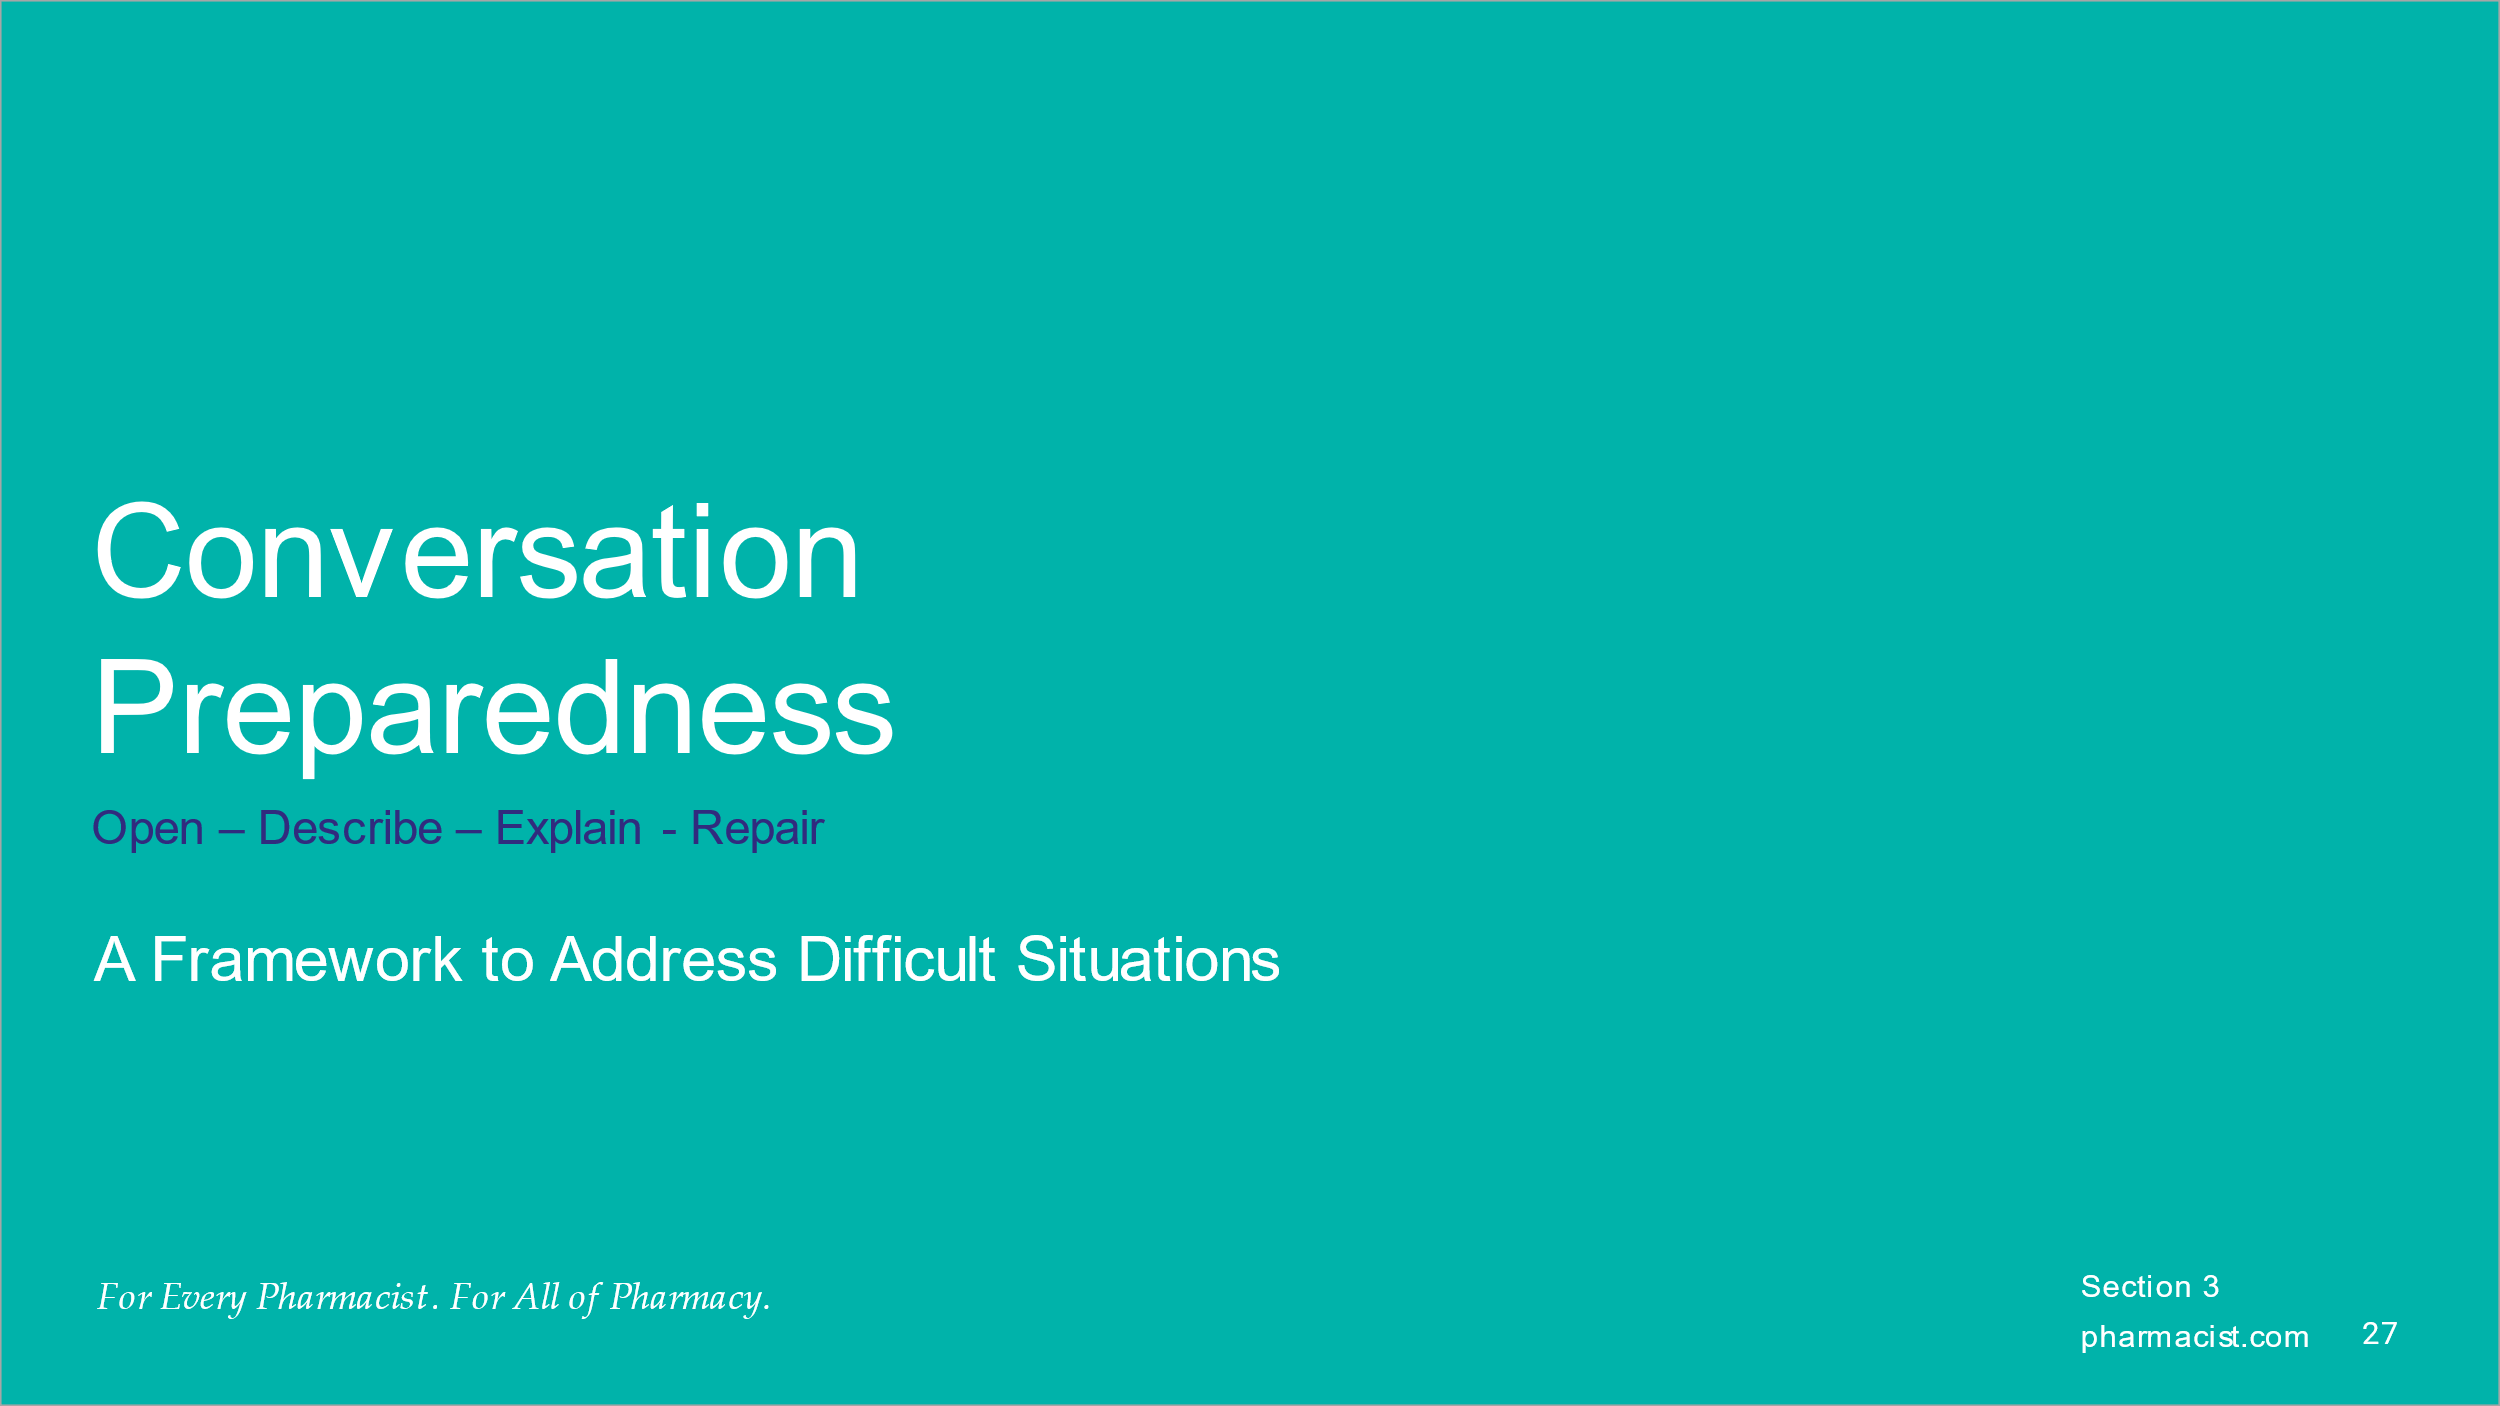 Conversation
Preparedness
Open – Describe – Explain - Repair
A Framework to Address Difficult Situations
For Every Pharmacist. For All of Pharmacy.
Section 3
pharmacist.com 27